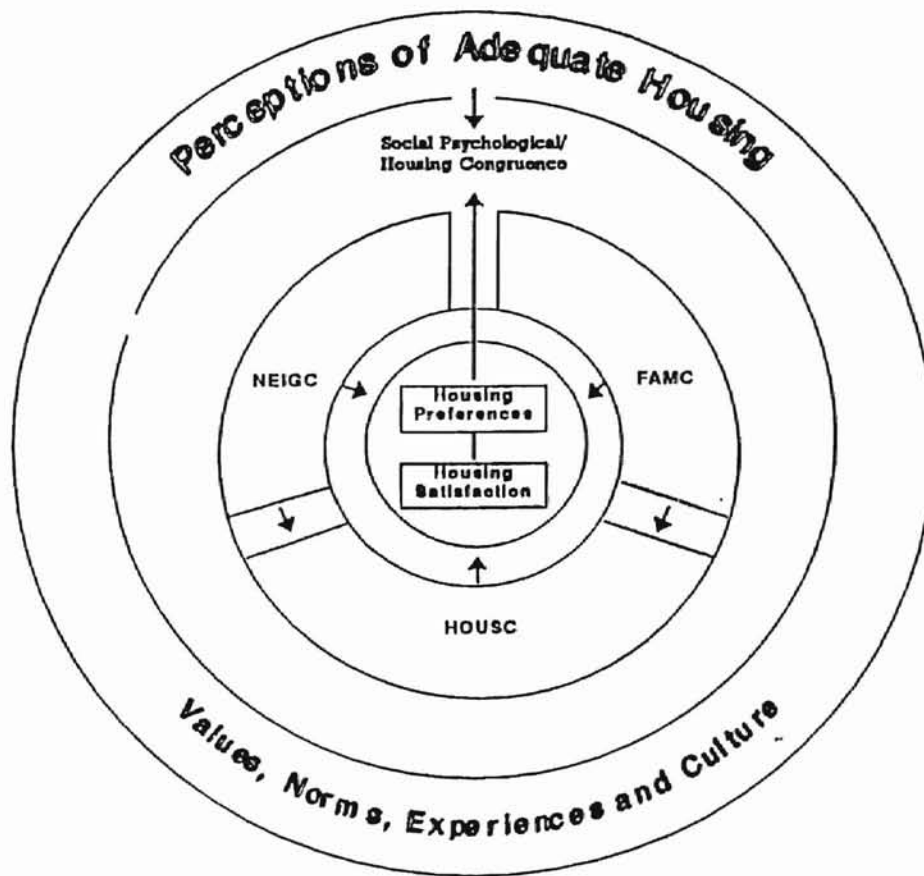 Perceptions of Adequate Housing
Social Psychological/
Housing Congruence
NEIGC
FAMC
Housing
Preferences
Housing
Satisfaction
HOUSC
Values, Norms, Experiences and Culture